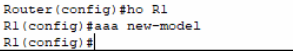 Router(config)#ho R1
R1(config)#aaa new-model
R1(config)#